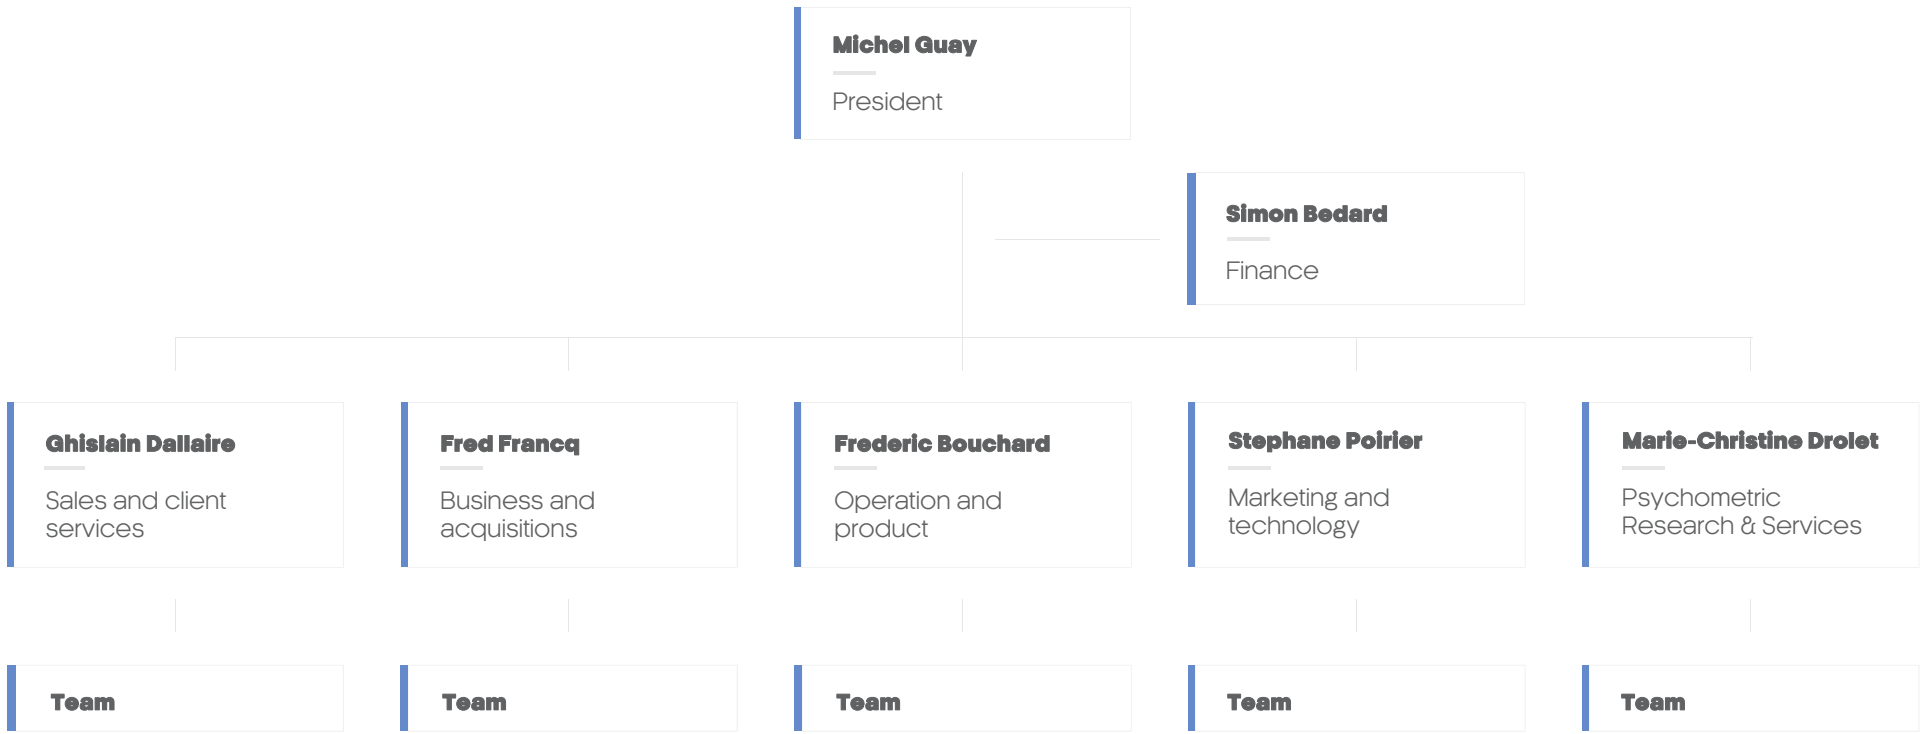 Michel Guay
President
Simon Bedard
Finance
Ghislain Dallaire
Sales and client
services
Fred Francq
Business and
acquisitions
Frederic Bouchard
Operation and
product
Stephane Poirier
Marketing and
technology
Marie-Christine Drolet
Psychometric
Research & Services
Team
Team
Team
Team
Team